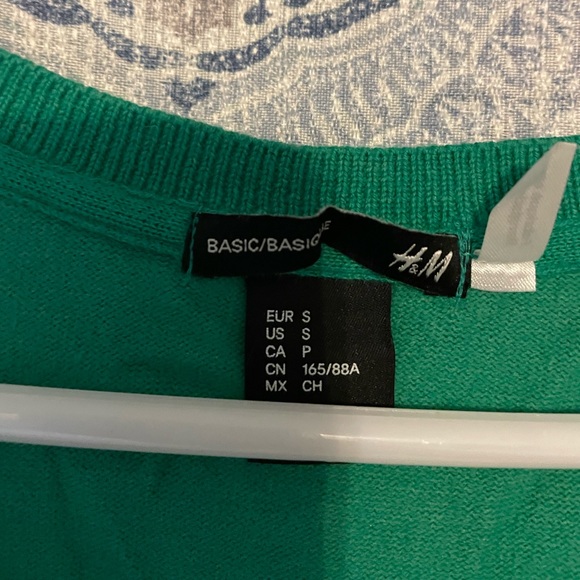 BASIC/BASIQUE
H&M
EUR S
US S
CA P
CN 165/88A
MX CH